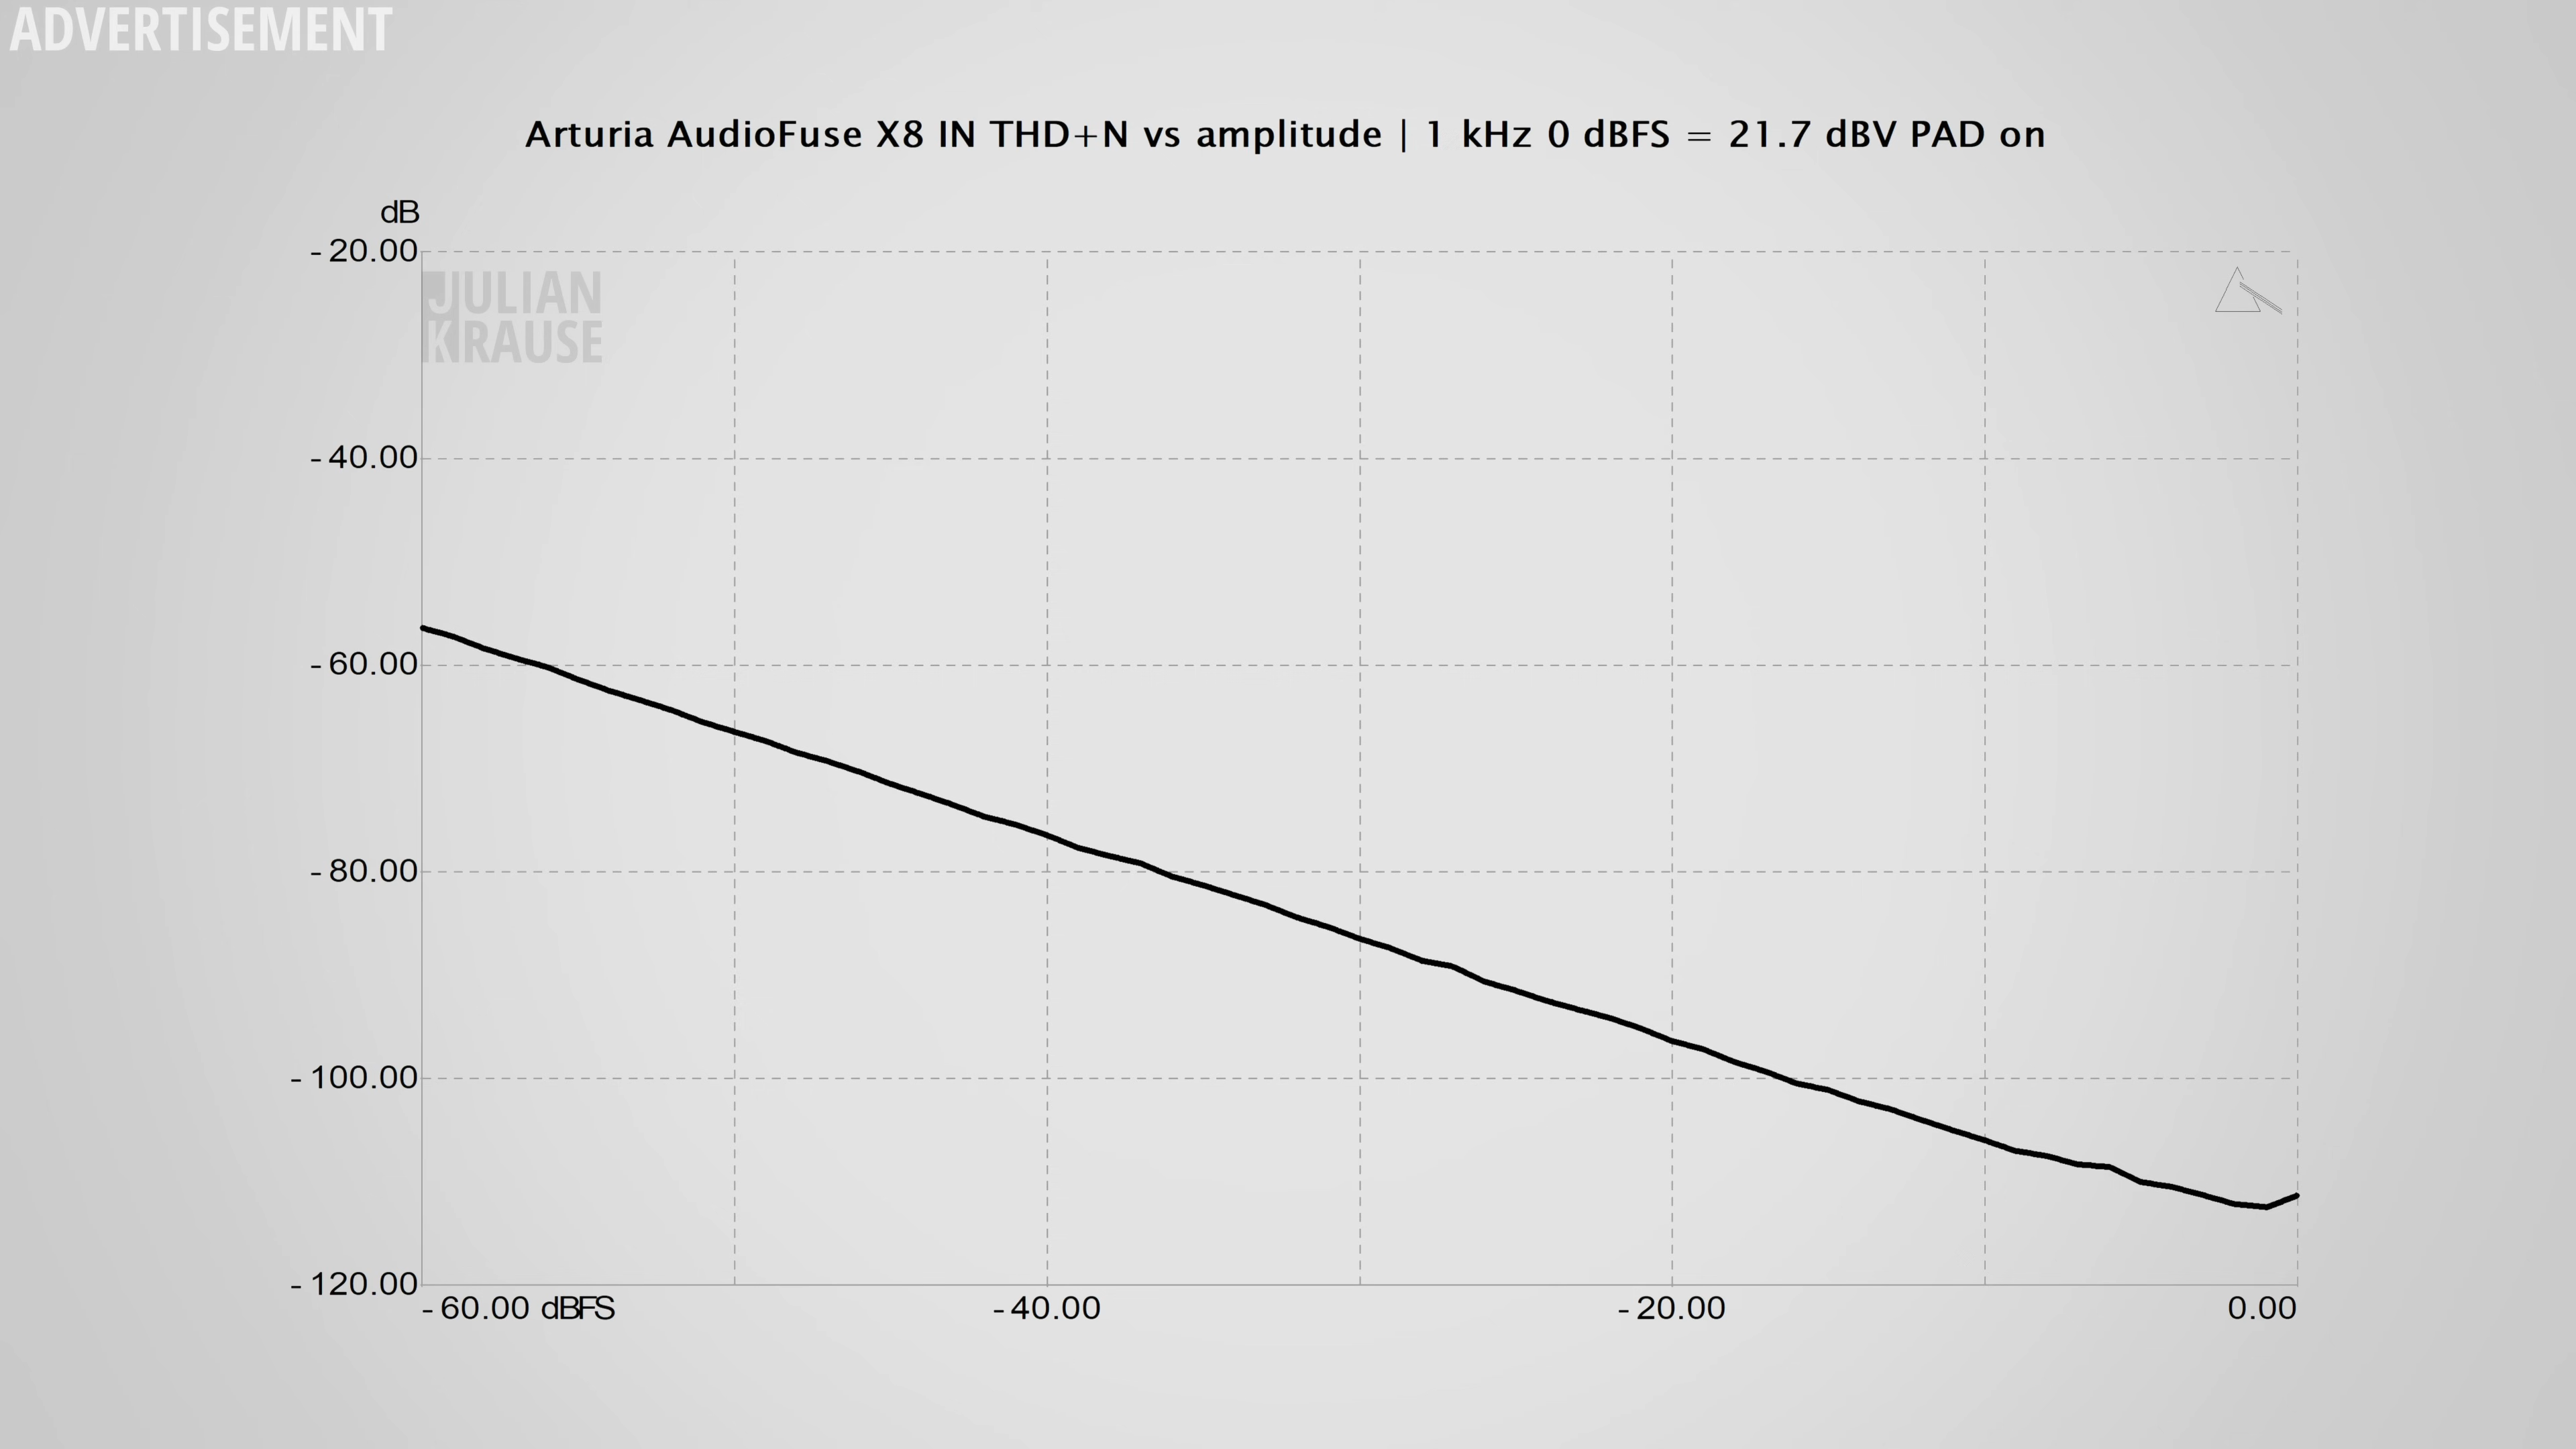 ADVERTISEMENT
Arturia AudioFuse X8 IN THD+N vs amplitude | 1 kHz 0 dBFS = 21.7 dBV PAD on
dB
-20.00
JULIAN
KRAUSE
-40.00
-60.00
-80.00
-100.00
-120.00
-60.00 dBFS
-40.00
-20.00
0.00